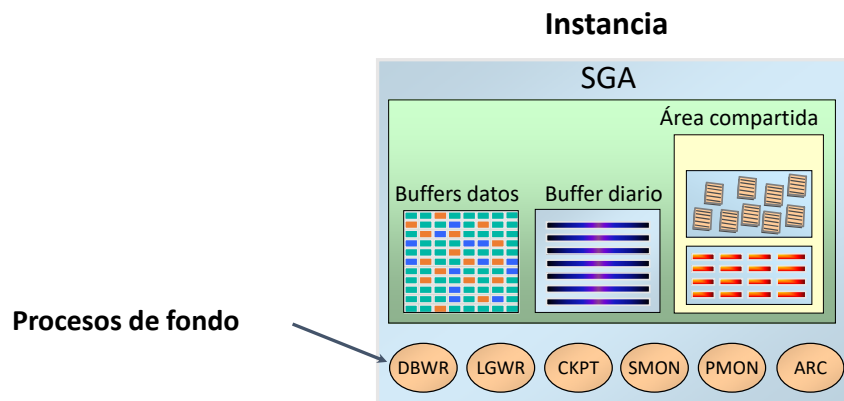 Instancia
SGA
Área compartida
Buffers datos
Buffer diario
Procesos de fondo
DBWR
LGWR
CKPT
SMON
PMON
ARC